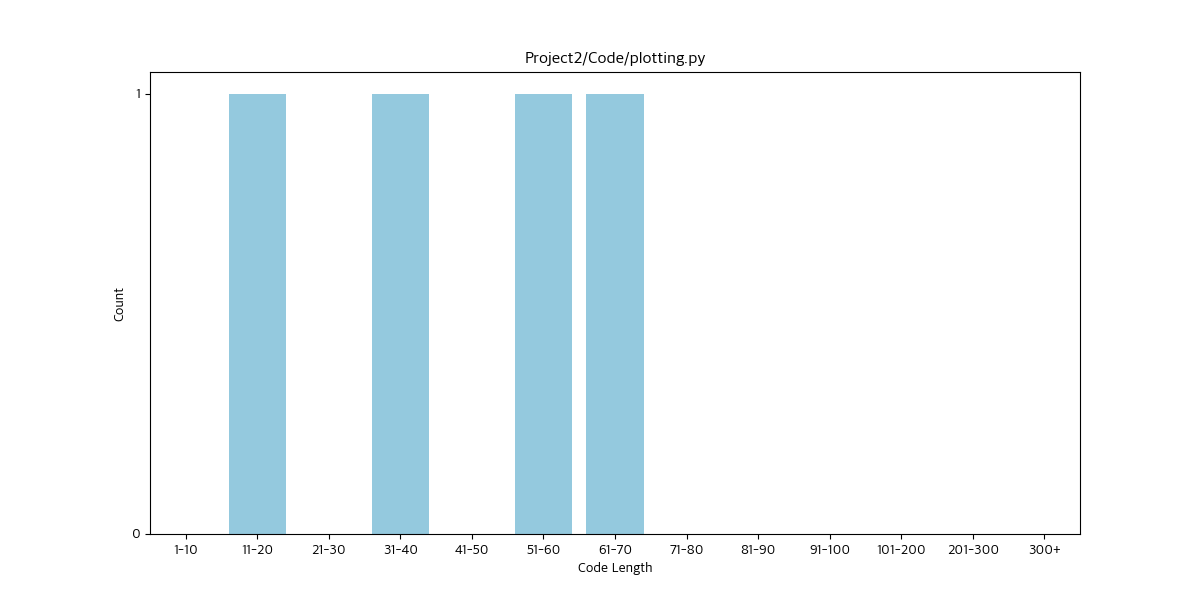 Project2/Code/plotting.py
1
Count
0
1-10 11-20 21-30 31-40 41-50 51-60 61-70 71-80 81-90 91-100 101-200 201-300 300+
Code Length